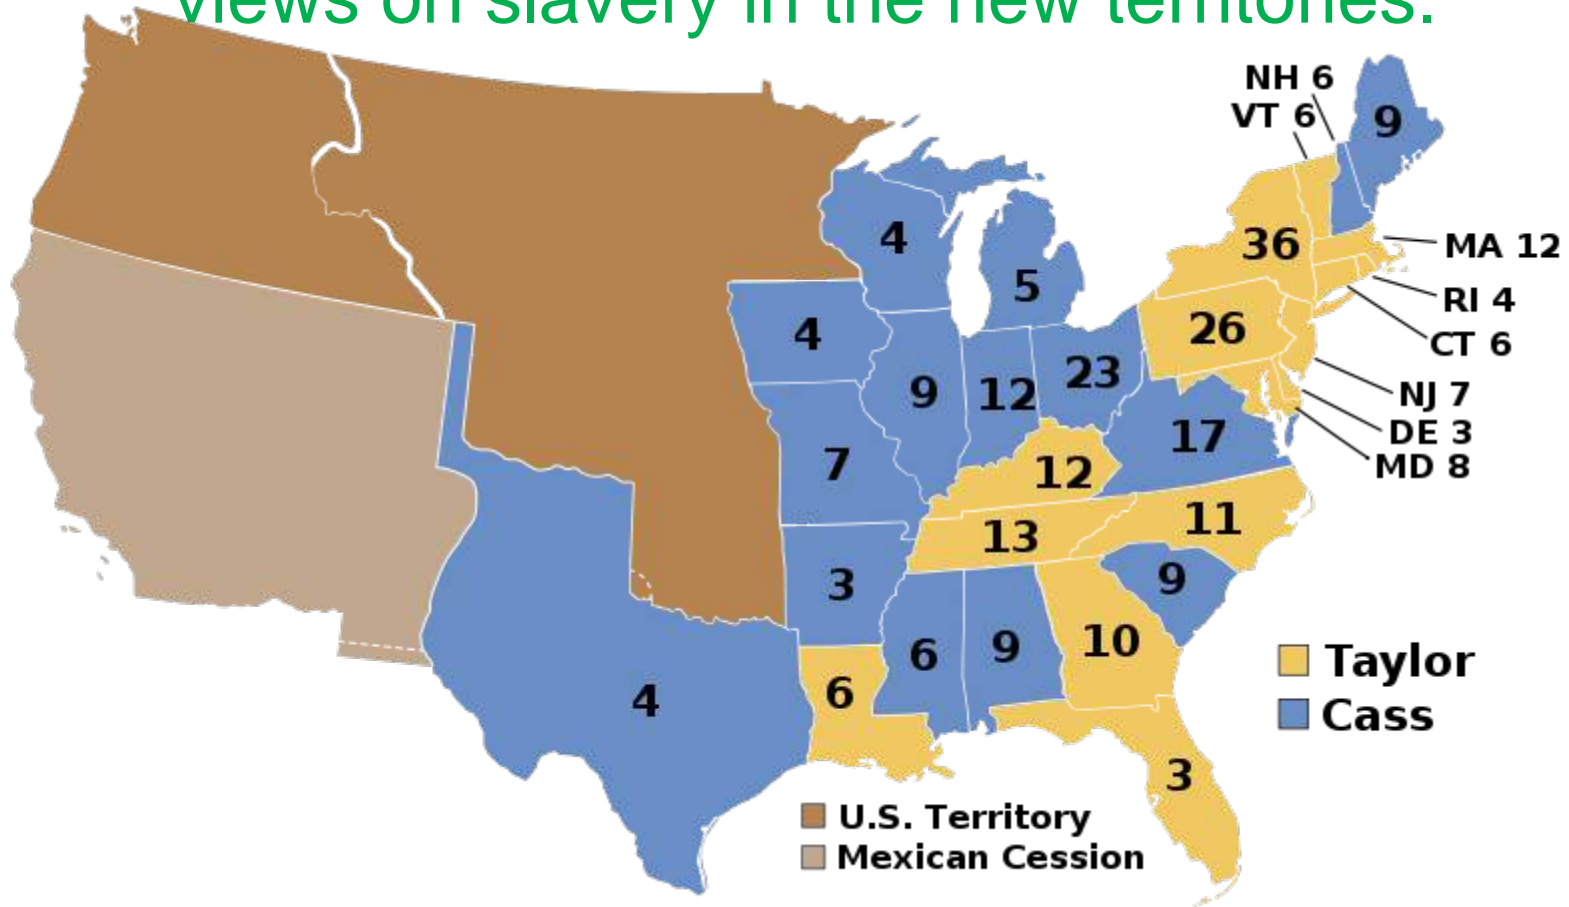 views on slavery in the new territories.
NH 6
VT 6
9
36
MA 12
RI 4
CT 6
4
5
26
4
9
12
23
NJ 7
DE 3
MD 8
17
7
12
13
11
3
9
6
9
10
6
4
3
Taylor
Cass
U.S. Territory
Mexican Cession